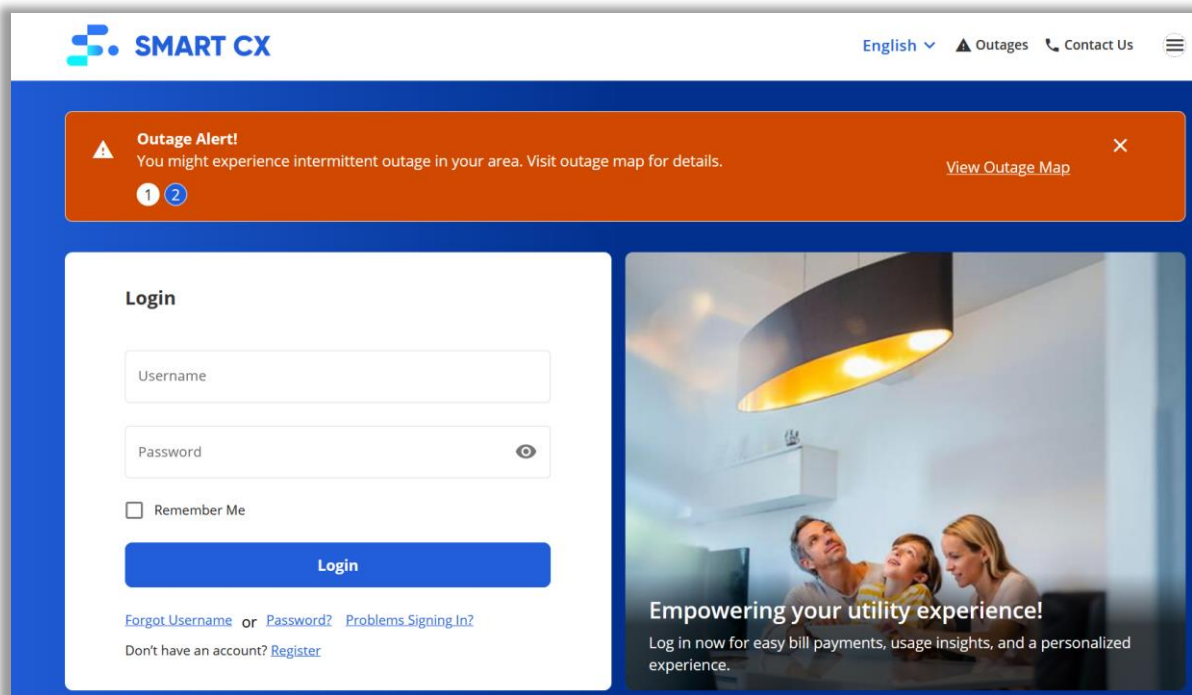 SMART CX
English
Outages
Contact Us
Outage Alert!
You might experience intermittent outage in your area. Visit outage map for details.
View Outage Map
1 2
Login
Username
Password
Remember Me
Login
Forgot Username or Password? Problems Signing In?
Don't have an account? Register
Empowering your utility experience!
Log in now for easy bill payments, usage insights, and a personalized
experience.